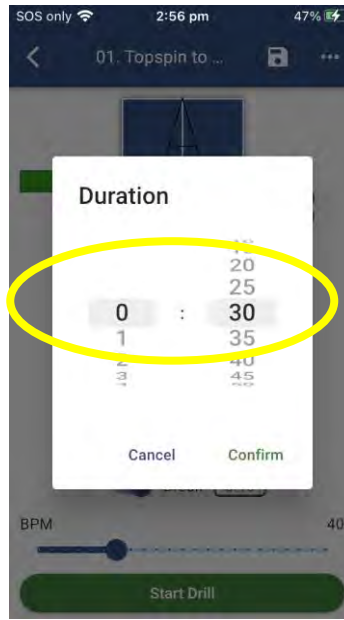 SOS only 2:56 pm 47%
01. Topspin to ...
Duration
20
25
0 : 30
1 35
2 40
3 45
Cancel Confirm
BPM 40
Start Drill